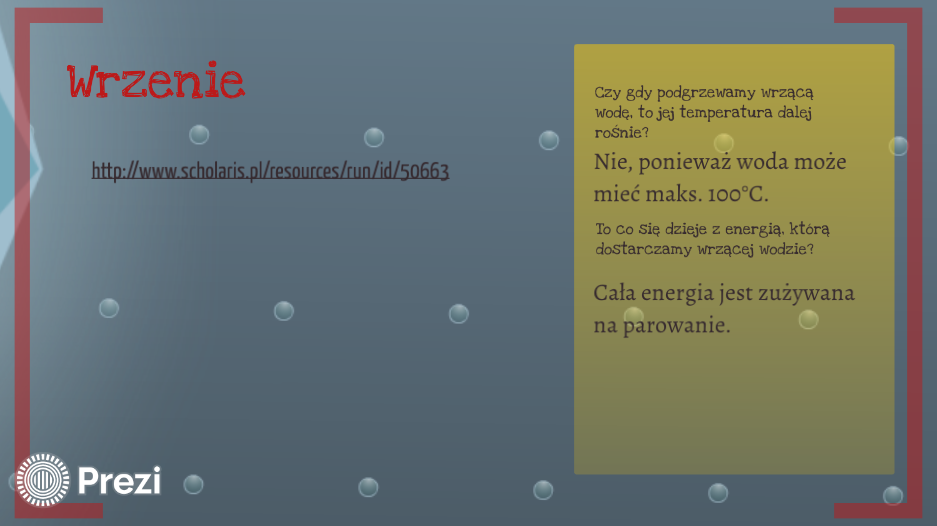 Wrzenie
http://www.scholaris.pl/resources/run/id/50663
Czy gdy podgrzewamy wrzącą
wodę, to jej temperatura dalej
rośnie?
Nie, ponieważ woda może
mieć maks. 100°C.
To co się dzieje z energią, którą
dostarczamy wrzącej wodzie?
Cała energia jest zużywana
na parowanie.
Prezi